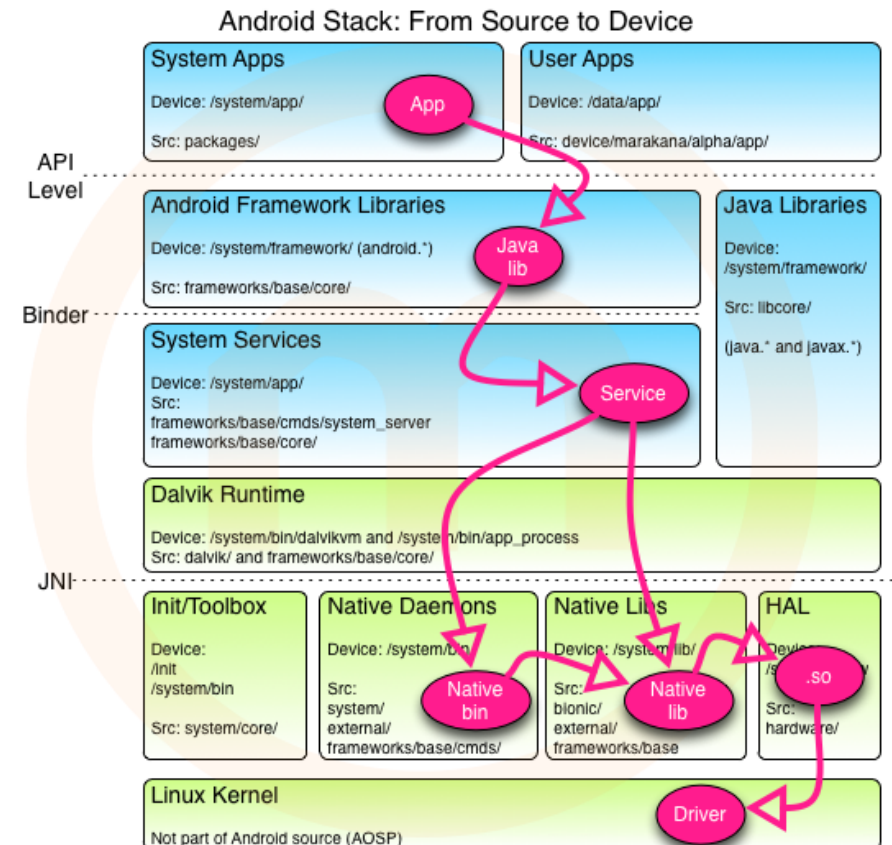 Android Stack: From Source to Device
System Apps
Device: /system/app/
Src: packages/
App
User Apps
Device: /data/app/
Src: device/marakana/alpha/app/
API
Level
Android Framework Libraries
Device: /system/framework/ (android.*)
Src: frameworks/base/core/
Java
lib
Java Libraries
Device:
/system/framework/
Src: libcore/
(java.* and javax.*)
Binder
System Services
Device: /system/app/
Src:
frameworks/base/cmds/system_server
frameworks/base/core/
Service
Dalvik Runtime
Device: /system/bin/dalvikvm and /system/bin/app_process
Src: dalvik/ and frameworks/base/core/
JNI
Init/Toolbox
Device:
/init
/system/bin
Src: system/core/
Native Daemons
Device: /system/bin
Src:
system/
external/
frameworks/base/cmds/
Native
bin
Native Libs
Device: /system/lib/
Src:
bionic/
external/
frameworks/base
Native
lib
HAL
Src:
hardware/
.so
Linux Kernel
Not part of Android source (AOSP)
Driver